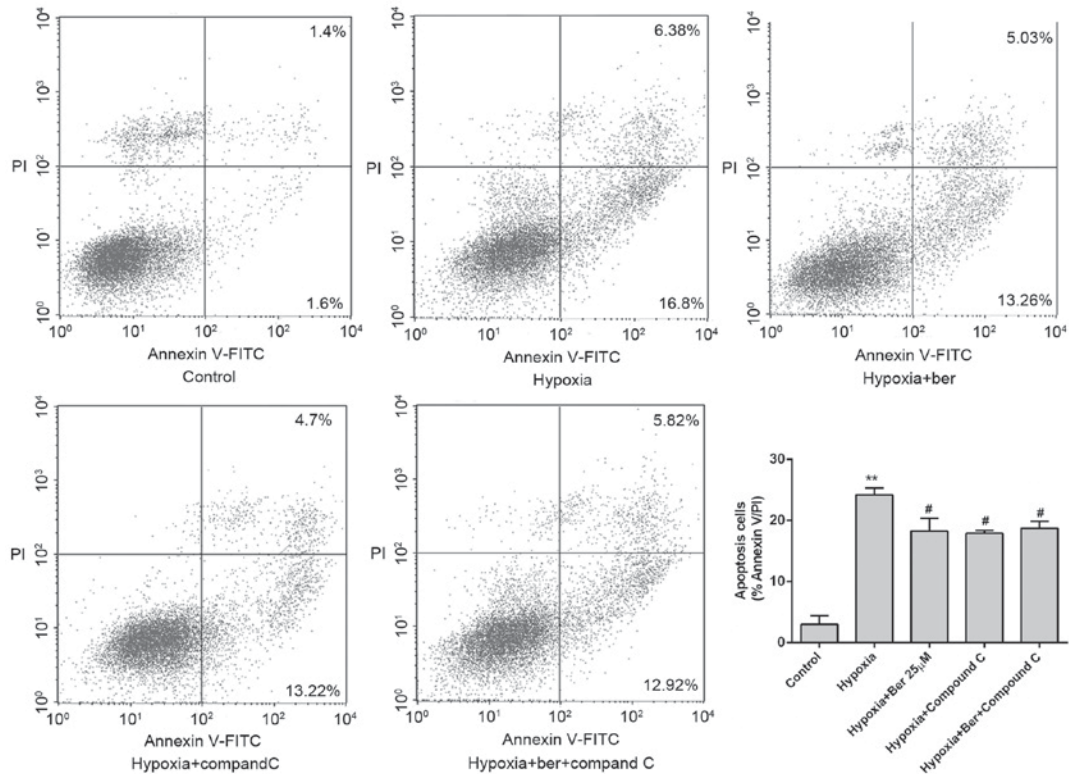 10⁴
10³
10²
10¹
10⁰
PI
1.4%
1.6%
10⁰ 10¹ 10² 10² 10⁴
Annexin V-FITC
Control
10⁴
10³
10²
10¹
10⁰
PI
6.38%
16.8%
10⁰ 10¹ 10² 10³ 10⁴
Annexin V-FITC
Hypoxia
10⁴
10³
10²
10¹
10⁰
PI
5.03%
13.26%
10⁰ 10¹ 10² 10² 10⁴
Annexin V-FITC
Hypoxia+ber
10⁴
10³
10²
10¹
10⁰
PI
4.7%
13.22%
10⁰ 10¹ 10² 10³ 10⁴
Annexin V-FITC
Hypoxia+compandC
10⁴
10³
10²
10¹
10⁰
PI
5.82%
12.92%
10⁰ 10¹ 10² 10² 10⁴
Annexin V-FITC
Hypoxia+ber+compand C
Apoptosis cells
(% Annexin V/PI)
30
20
10
0
**
#
#
#
Control
Hypoxia
Hypoxia+Ber 25μM
Hypoxia+Compound C
Hypoxia+Ber+Compound C